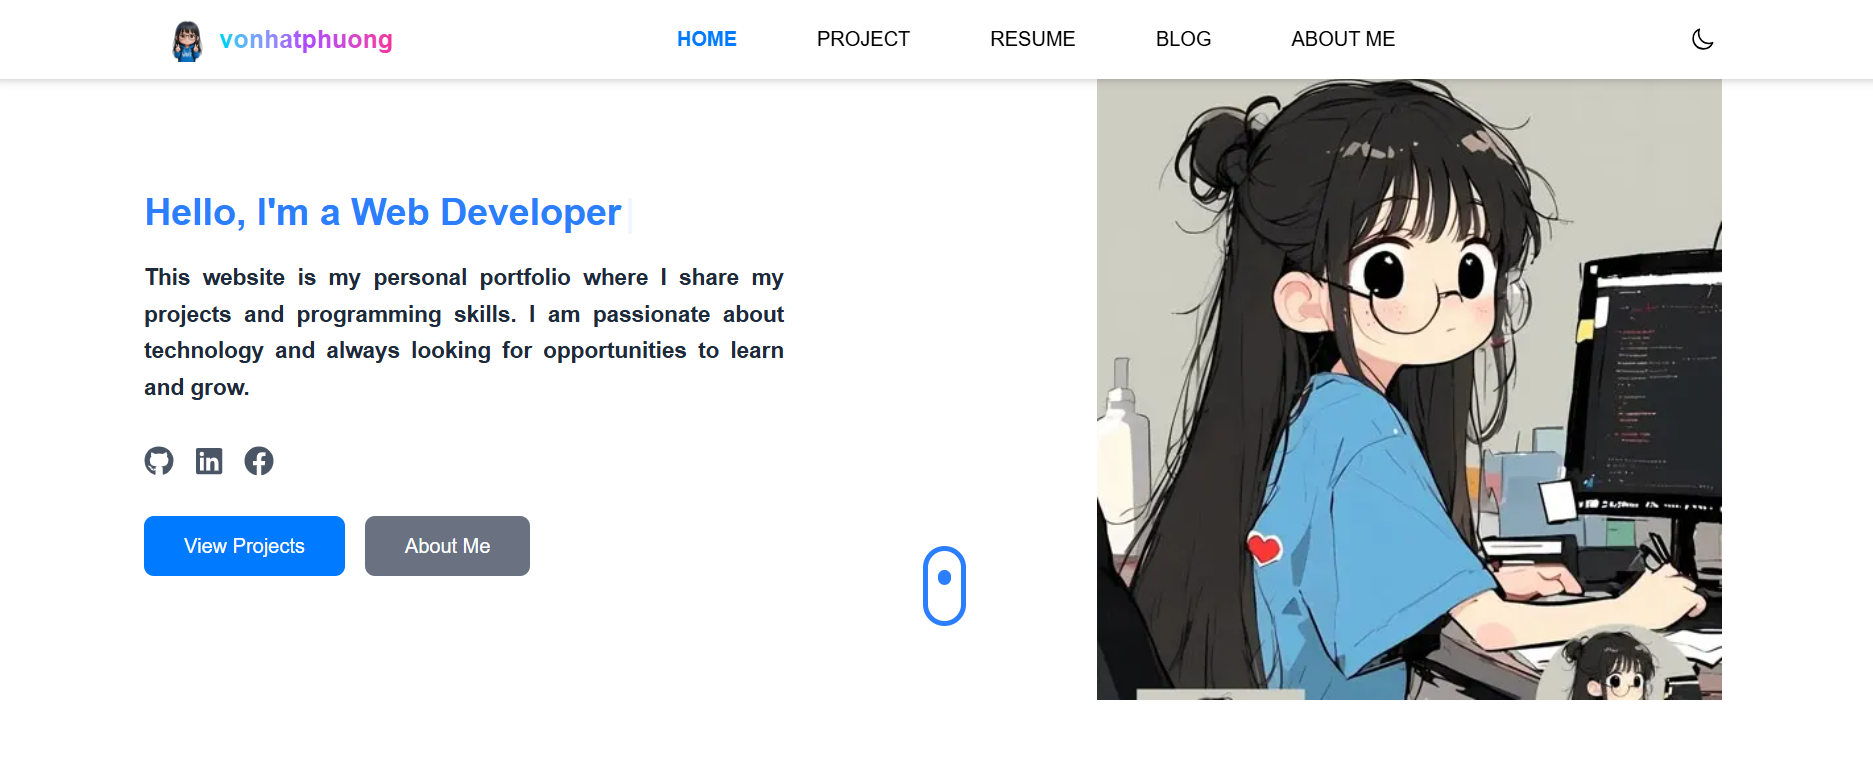 vonhatphuong
HOME
PROJECT
RESUME
BLOG
ABOUT ME
Hello, I'm a Web Developer
This website is my personal portfolio where I share my
projects and programming skills. I am passionate about
technology and always looking for opportunities to learn
and grow.
View Projects
About Me